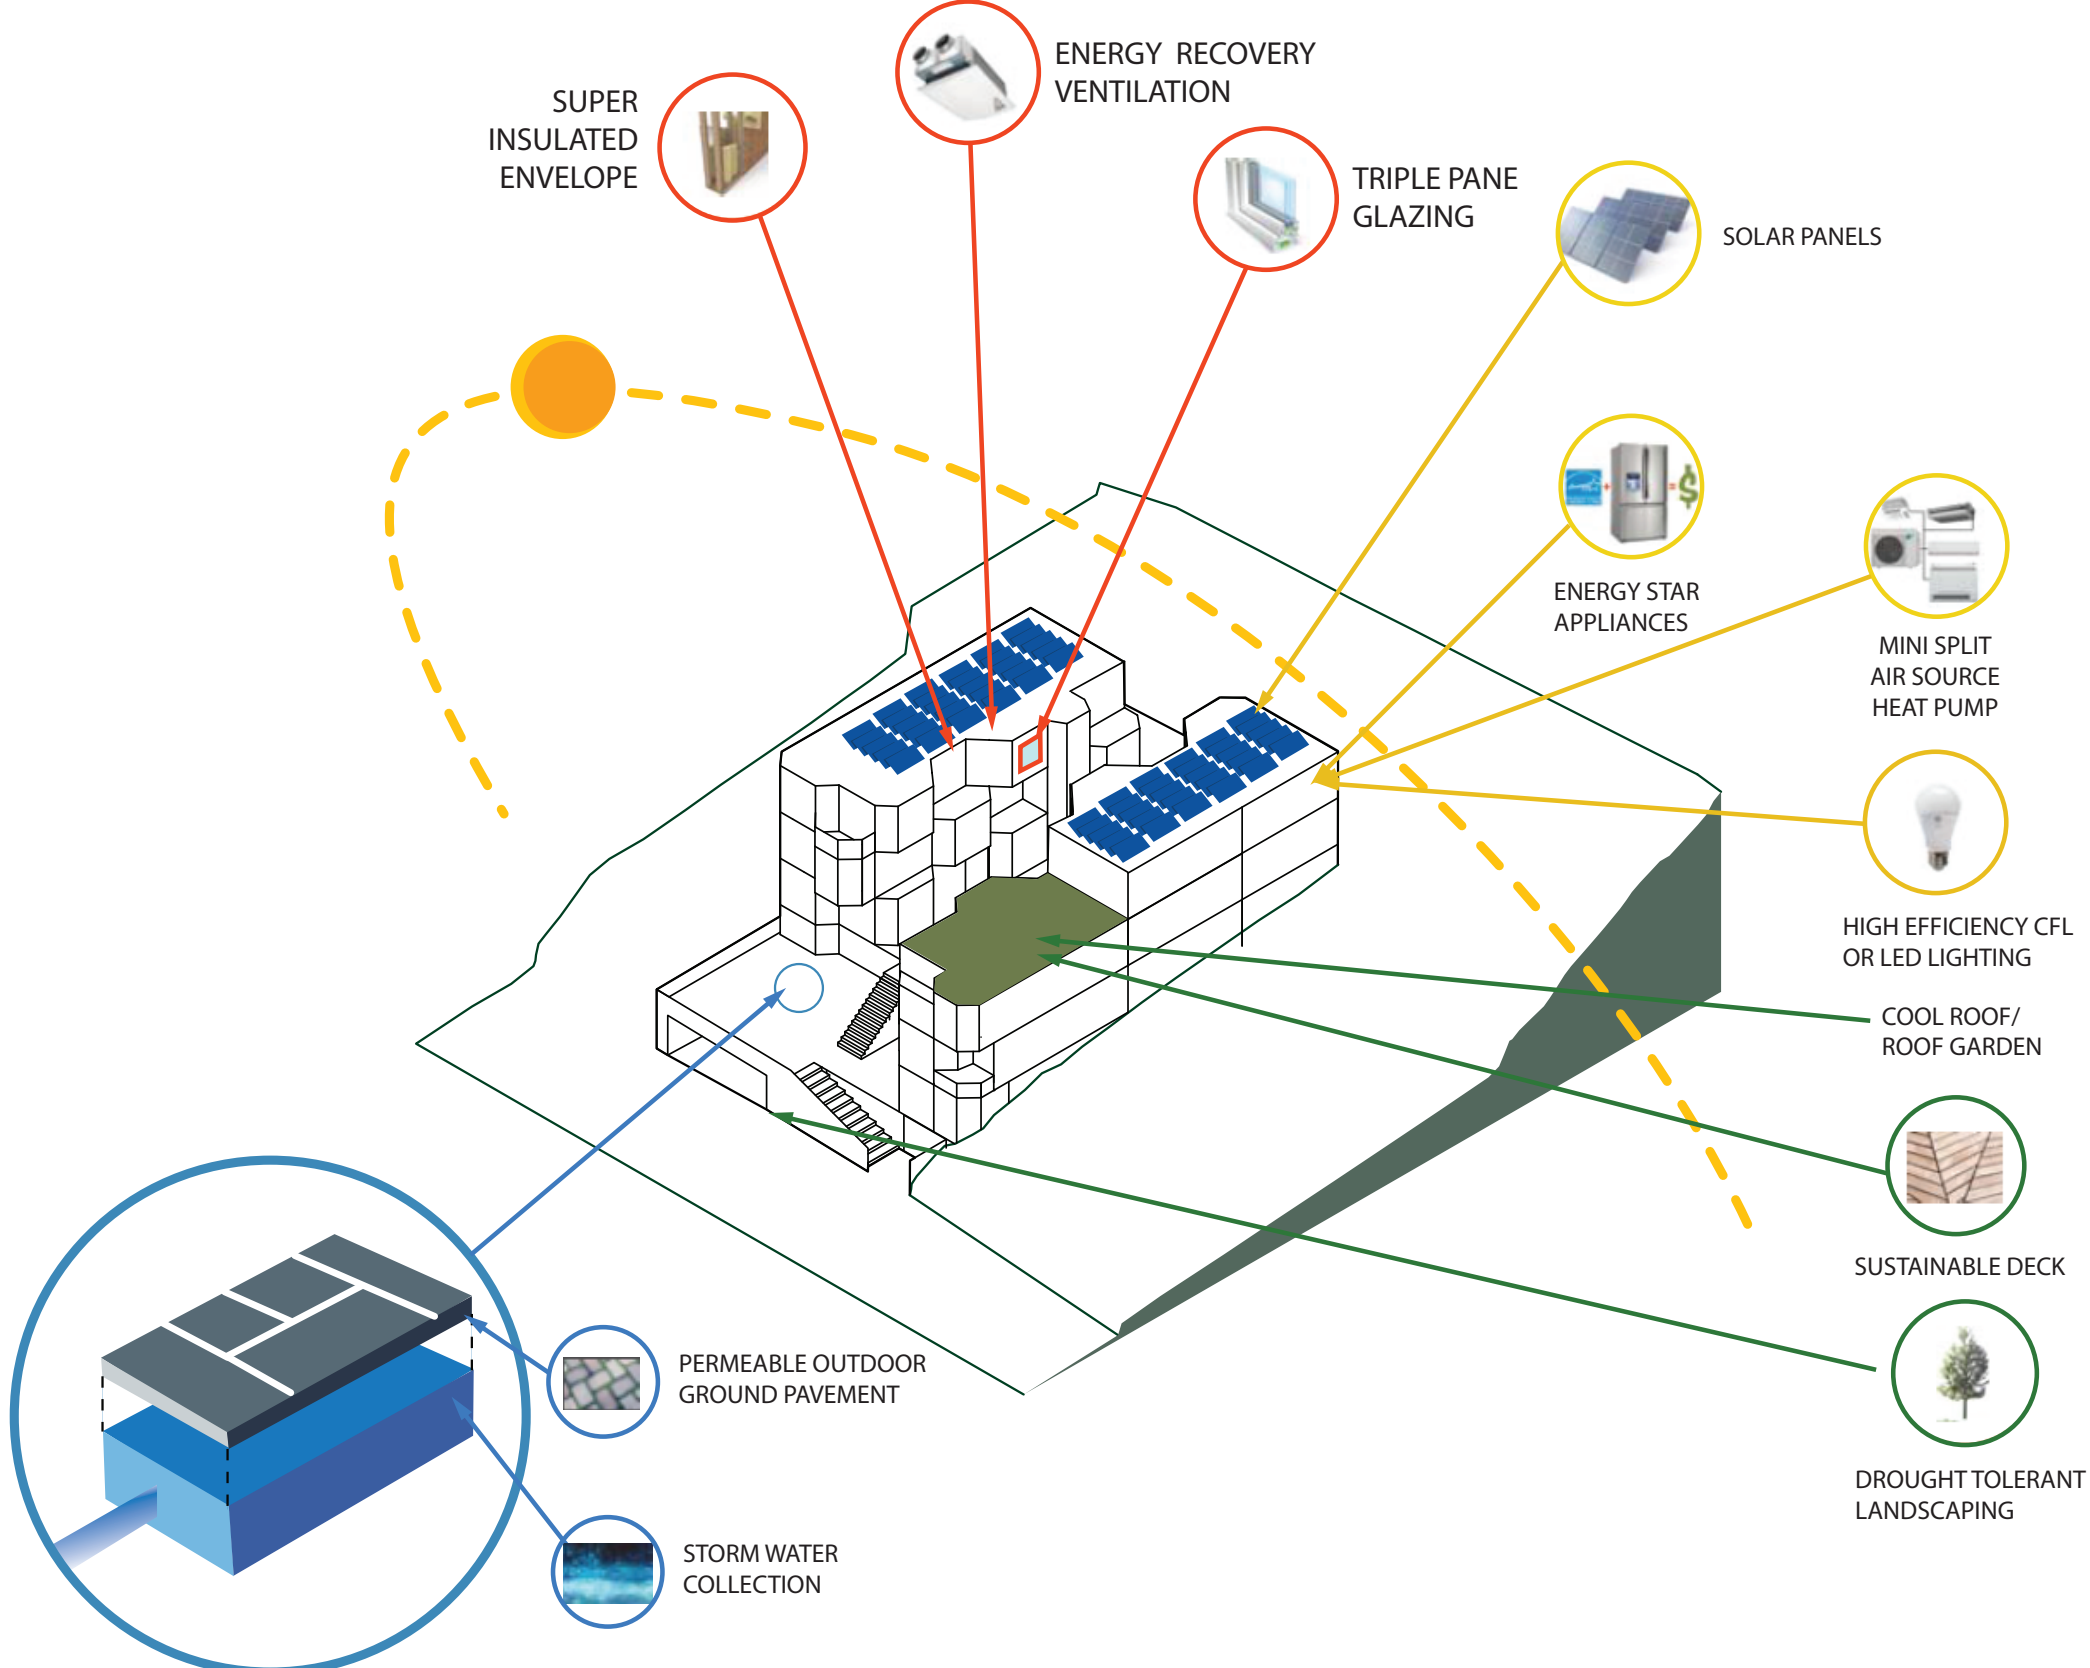 ENERGY RECOVERY
VENTILATION
SUPER
INSULATED
ENVELOPE
TRIPLE PANE
GLAZING
SOLAR PANELS
ENERGY STAR
APPLIANCES
MINI SPLIT
AIR SOURCE
HEAT PUMP
HIGH EFFICIENCY CFL
OR LED LIGHTING
COOL ROOF/
ROOF GARDEN
SUSTAINABLE DECK
PERMEABLE OUTDOOR
GROUND PAVEMENT
DROUGHT TOLERANT
LANDSCAPING
STORM WATER
COLLECTION